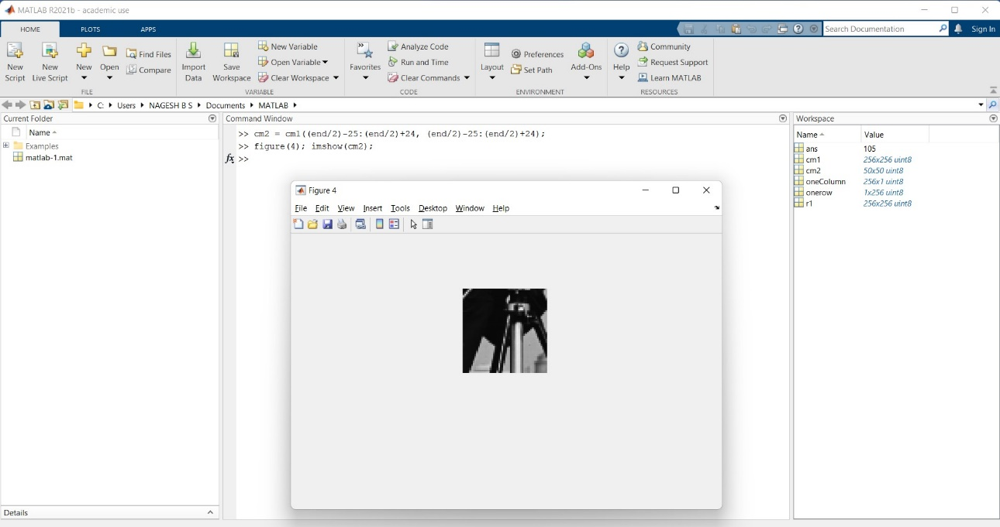 MATLAB R2021b - academic use
HOME PLOTS APPS
Search Documentation
Sign In
New Script
New Live Script
New
Open
Find Files
Compare
FILE
Import Data
Save Workspace
New Variable
Open Variable
Clear Workspace
VARIABLE
Favorites
Analyze Code
Run and Time
Clear Commands
CODE
Layout
Preferences
Set Path
Add-Ons
ENVIRONMENT
Help
Community
Request Support
Learn MATLAB
RESOURCES
C: Users NAGESH B S Documents MATLAB
Current Folder
Name
Examples
matlab-1.mat
Details
Command Window
>> cm2 = cm1((end/2)-25:(end/2)+24, (end/2)-25:(end/2)+24);
>> figure(4); imshow(cm2);
fx >>
Figure 4
File Edit View Insert Tools Desktop Window Help
Workspace
Name Value
ans 105
cm1 256x256 uint8
cm2 50x50 uint8
oneColumn 256x1 uint8
onerow 1x256 uint8
r1 256x256 uint8